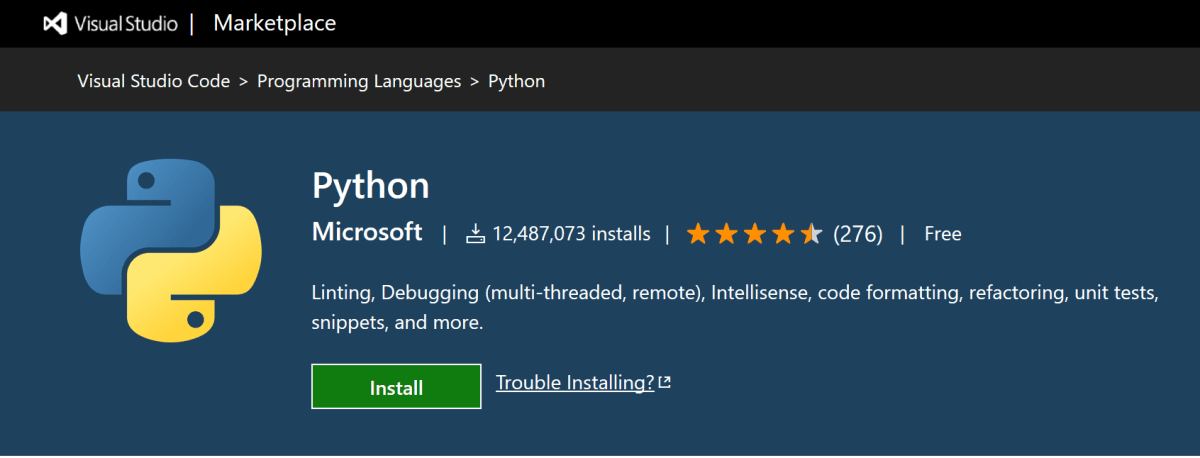 Visual Studio | Marketplace
Visual Studio Code > Programming Languages > Python
Python
Microsoft | 12,487,073 installs | (276) | Free
Linting, Debugging (multi-threaded, remote), Intellisense, code formatting, refactoring, unit tests,
snippets, and more.
Install Trouble Installing?